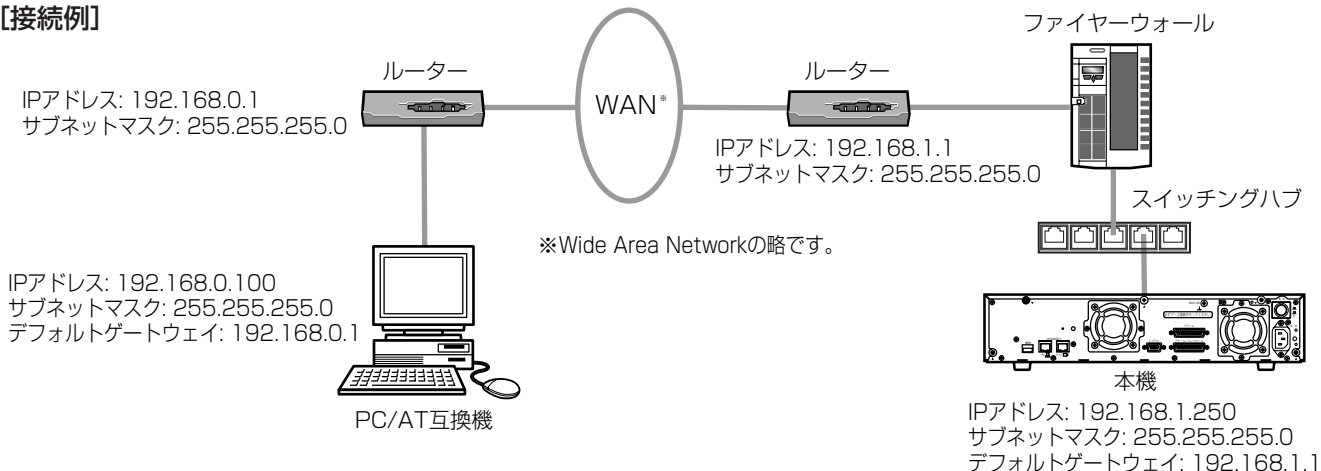 [接続例]
ファイヤーウォール
ルーター
ルーター
IPアドレス: 192.168.0.1
サブネットマスク: 255.255.255.0
WAN※
IPアドレス: 192.168.1.1
サブネットマスク: 255.255.255.0
スイッチングハブ
※Wide Area Networkの略です。
IPアドレス: 192.168.0.100
サブネットマスク: 255.255.255.0
デフォルトゲートウェイ: 192.168.0.1
PC/AT互換機
本機
IPアドレス: 192.168.1.250
サブネットマスク: 255.255.255.0
デフォルトゲートウェイ: 192.168.1.1